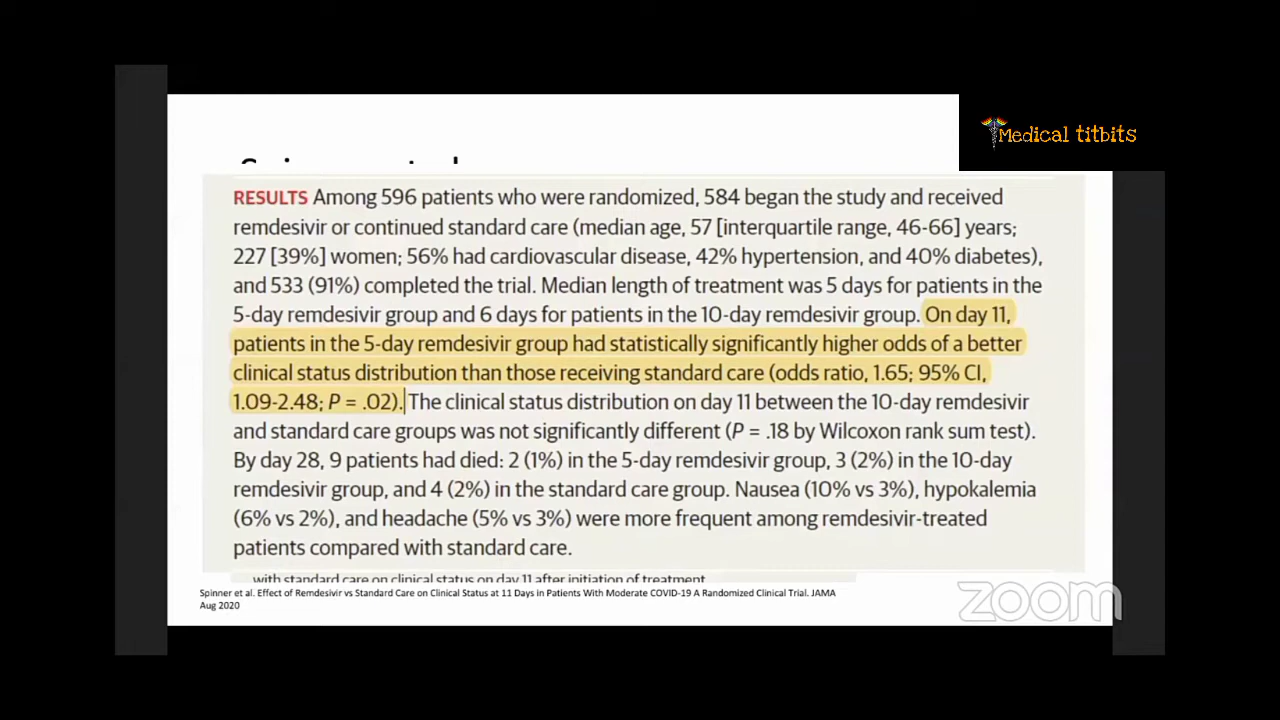 Medical titbits
RESULTS Among 596 patients who were randomized, 584 began the study and received
remdesivir or continued standard care (median age, 57 [interquartile range, 46-66] years;
227 [39%] women; 56% had cardiovascular disease, 42% hypertension, and 40% diabetes),
and 533 (91%) completed the trial. Median length of treatment was 5 days for patients in the
5-day remdesivir group and 6 days for patients in the 10-day remdesivir group. On day 11,
patients in the 5-day remdesivir group had statistically significantly higher odds of a better
clinical status distribution than those receiving standard care (odds ratio, 1.65; 95% CI,
1.09-2.48; P = .02). The clinical status distribution on day 11 between the 10-day remdesivir
and standard care groups was not significantly different (P = .18 by Wilcoxon rank sum test).
By day 28, 9 patients had died: 2 (1%) in the 5-day remdesivir group, 3 (2%) in the 10-day
remdesivir group, and 4 (2%) in the standard care group. Nausea (10% vs 3%), hypokalemia
(6% vs 2%), and headache (5% vs 3%) were more frequent among remdesivir-treated
patients compared with standard care.
with standard care on clinical status on day 11 after initiation of treatment
Spinner et al. Effect of Remdesivir vs Standard Care on Clinical Status at 11 Days in Patients With Moderate COVID-19 A Randomized Clinical Trial. JAMA
Aug 2020
zoom